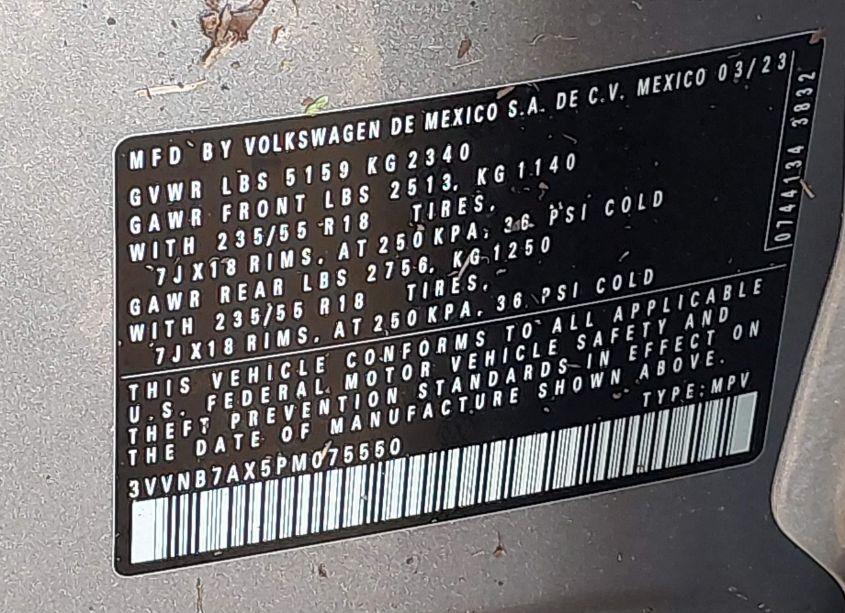 MFD BY VOLKSWAGEN DE MEXICO S.A. DE C.V. MEXICO 03/23
GVWR LBS 5159 KG 2340
GAWR FRONT LBS 2513, KG 1140
WITH 235/55 R18 TIRES,
7JX18 RIMS, AT 250 KPA, 36 PSI COLD
GAWR REAR LBS 2756, KG 1250
WITH 235/55 R18 TIRES,
7JX18 RIMS, AT 250 KPA, 36 PSI COLD
0744134 3832
THIS VEHICLE CONFORMS TO ALL APPLICABLE
U.S. FEDERAL MOTOR VEHICLE SAFETY AND
THEFT PREVENTION STANDARDS IN EFFECT ON
THE DATE OF MANUFACTURE SHOWN ABOVE.
3VVNB7AX5PM075550 TYPE:MPV